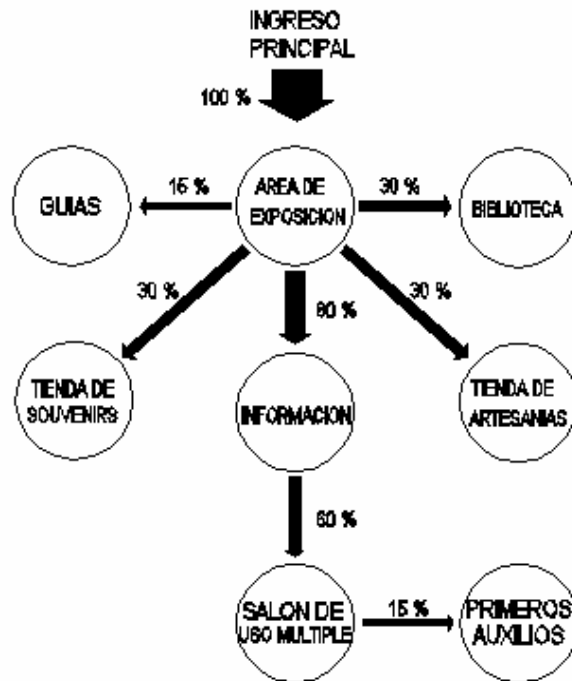 INGRESO
PRINCIPAL
100 %
GUIAS
15 %
AREA DE
EXPOSICION
30 %
BIBLIOTECA
30 %
80 %
30 %
TIENDA DE
SOUVENIRS
INFORMACION
TIENDA DE
ARTESANIAS
60 %
SALON DE
USO MULTIPLE
15 %
PRIMEROS
AUXILIOS